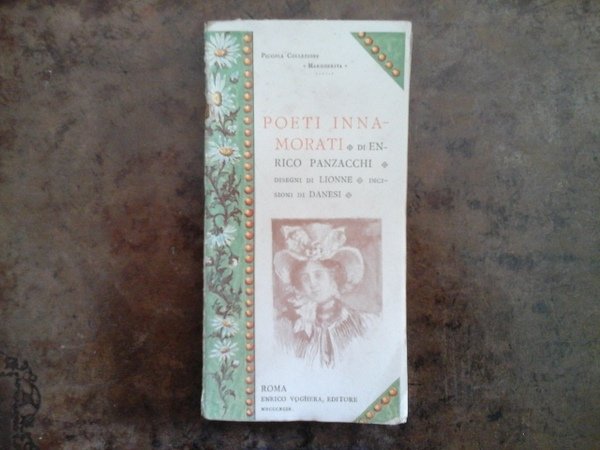 Piccola Collezione
« Margherita »
POETI INNA-
MORATI ❖ DI EN-
RICO PANZACCHI ❖
DISEGNI DI LIONNE ❖ INCI-
SIONI DI DANESI ❖
ROMA
ENRICO VOGHERA, EDITORE